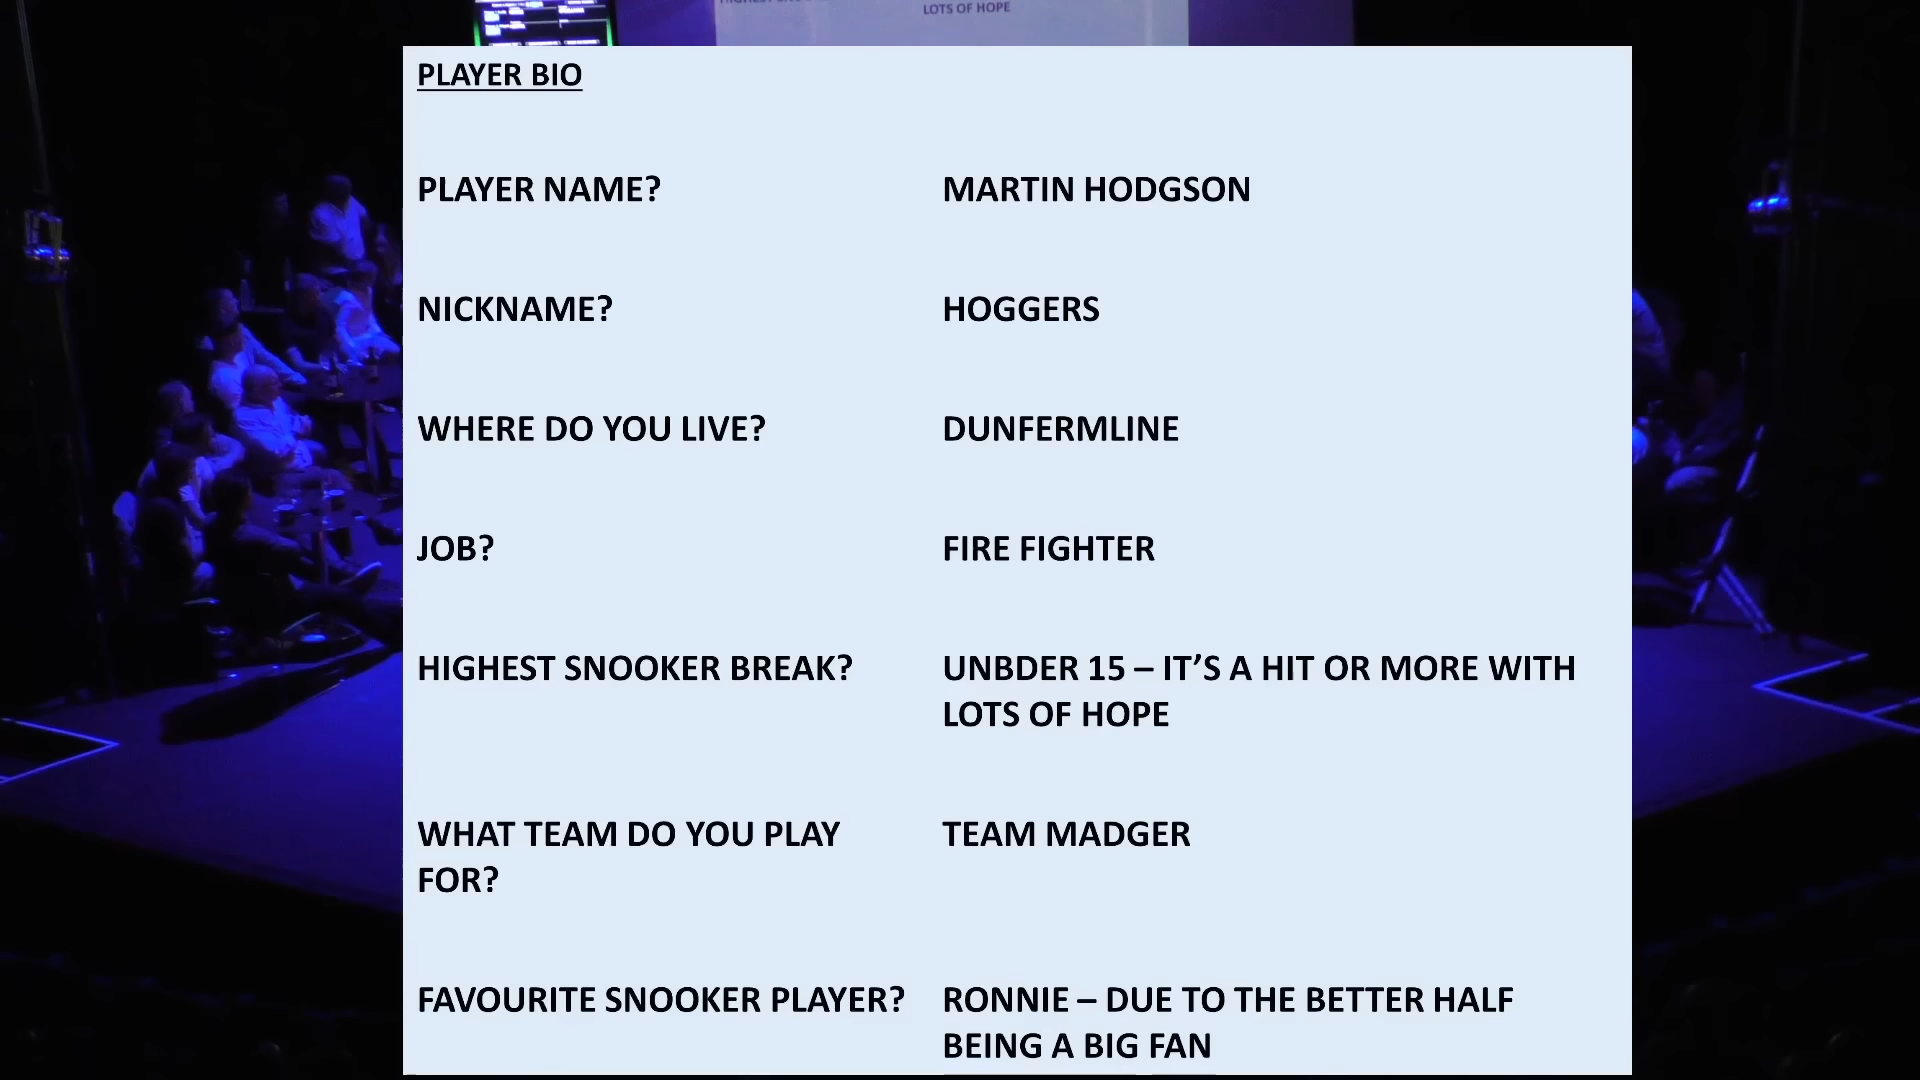 LOTS OF HOPE
PLAYER BIO
PLAYER NAME? MARTIN HODGSON
NICKNAME? HOGGERS
WHERE DO YOU LIVE? DUNFERMLINE
JOB? FIRE FIGHTER
HIGHEST SNOOKER BREAK? UNBDER 15 – IT’S A HIT OR MORE WITH
LOTS OF HOPE
WHAT TEAM DO YOU PLAY TEAM MADGER
FOR?
FAVOURITE SNOOKER PLAYER? RONNIE – DUE TO THE BETTER HALF
BEING A BIG FAN